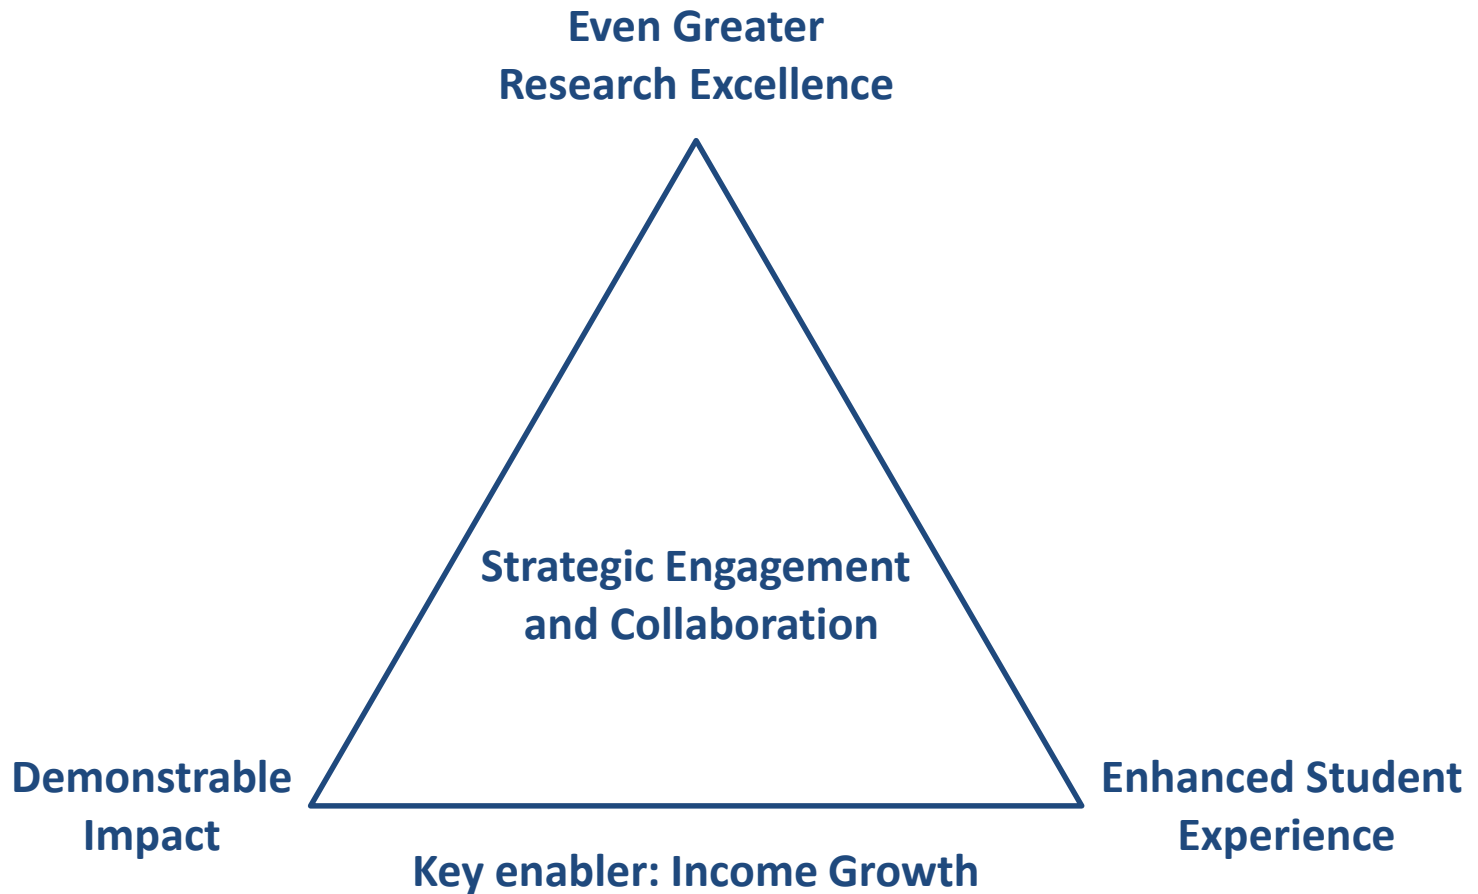 Even Greater
Research Excellence
Strategic Engagement
and Collaboration
Demonstrable
Impact
Enhanced Student
Experience
Key enabler: Income Growth